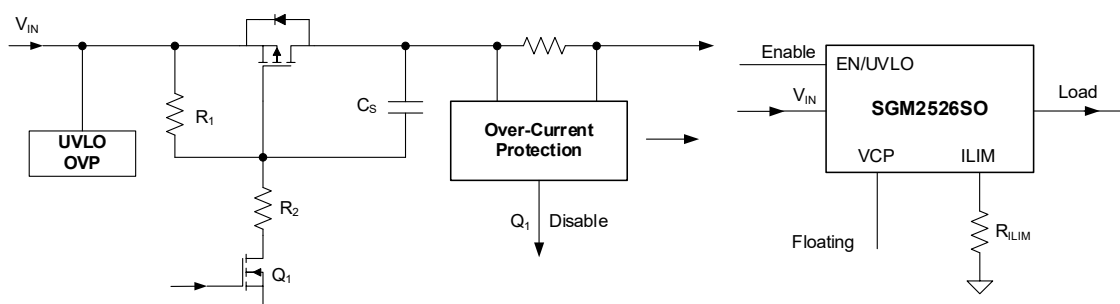 VIN
UVLO
OVP
R1
R2
Q1
CS
Over-Current
Protection
Q1 Disable
Enable
EN/UVLO
VIN
SGM2526SO
Load
VCP ILIM
Floating
RILIM